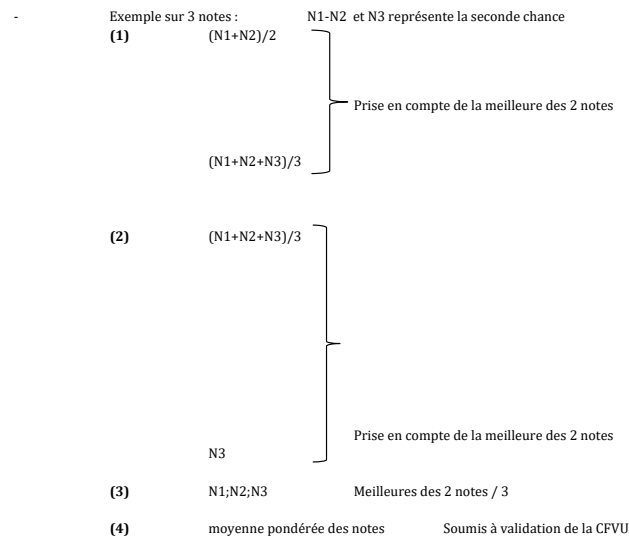 - Exemple sur 3 notes : N1-N2 et N3 représente la seconde chance
(1) (N1+N2)/2
Prise en compte de la meilleure des 2 notes
(N1+N2+N3)/3
(2) (N1+N2+N3)/3
Prise en compte de la meilleure des 2 notes
N3
(3) N1;N2;N3 Meilleures des 2 notes / 3
(4) moyenne pondérée des notes Soumis à validation de la CFVU